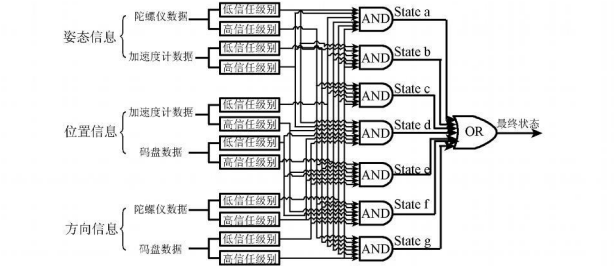 姿态信息
陀螺仪数据
低信任级别
高信任级别
加速度计数据
低信任级别
高信任级别
位置信息
加速度计数据
低信任级别
高信任级别
码盘数据
低信任级别
高信任级别
方向信息
陀螺仪数据
低信任级别
高信任级别
码盘数据
低信任级别
高信任级别
AND
State a
AND
State b
AND
State c
AND
State d
AND
State e
AND
State f
AND
State g
OR
最终状态